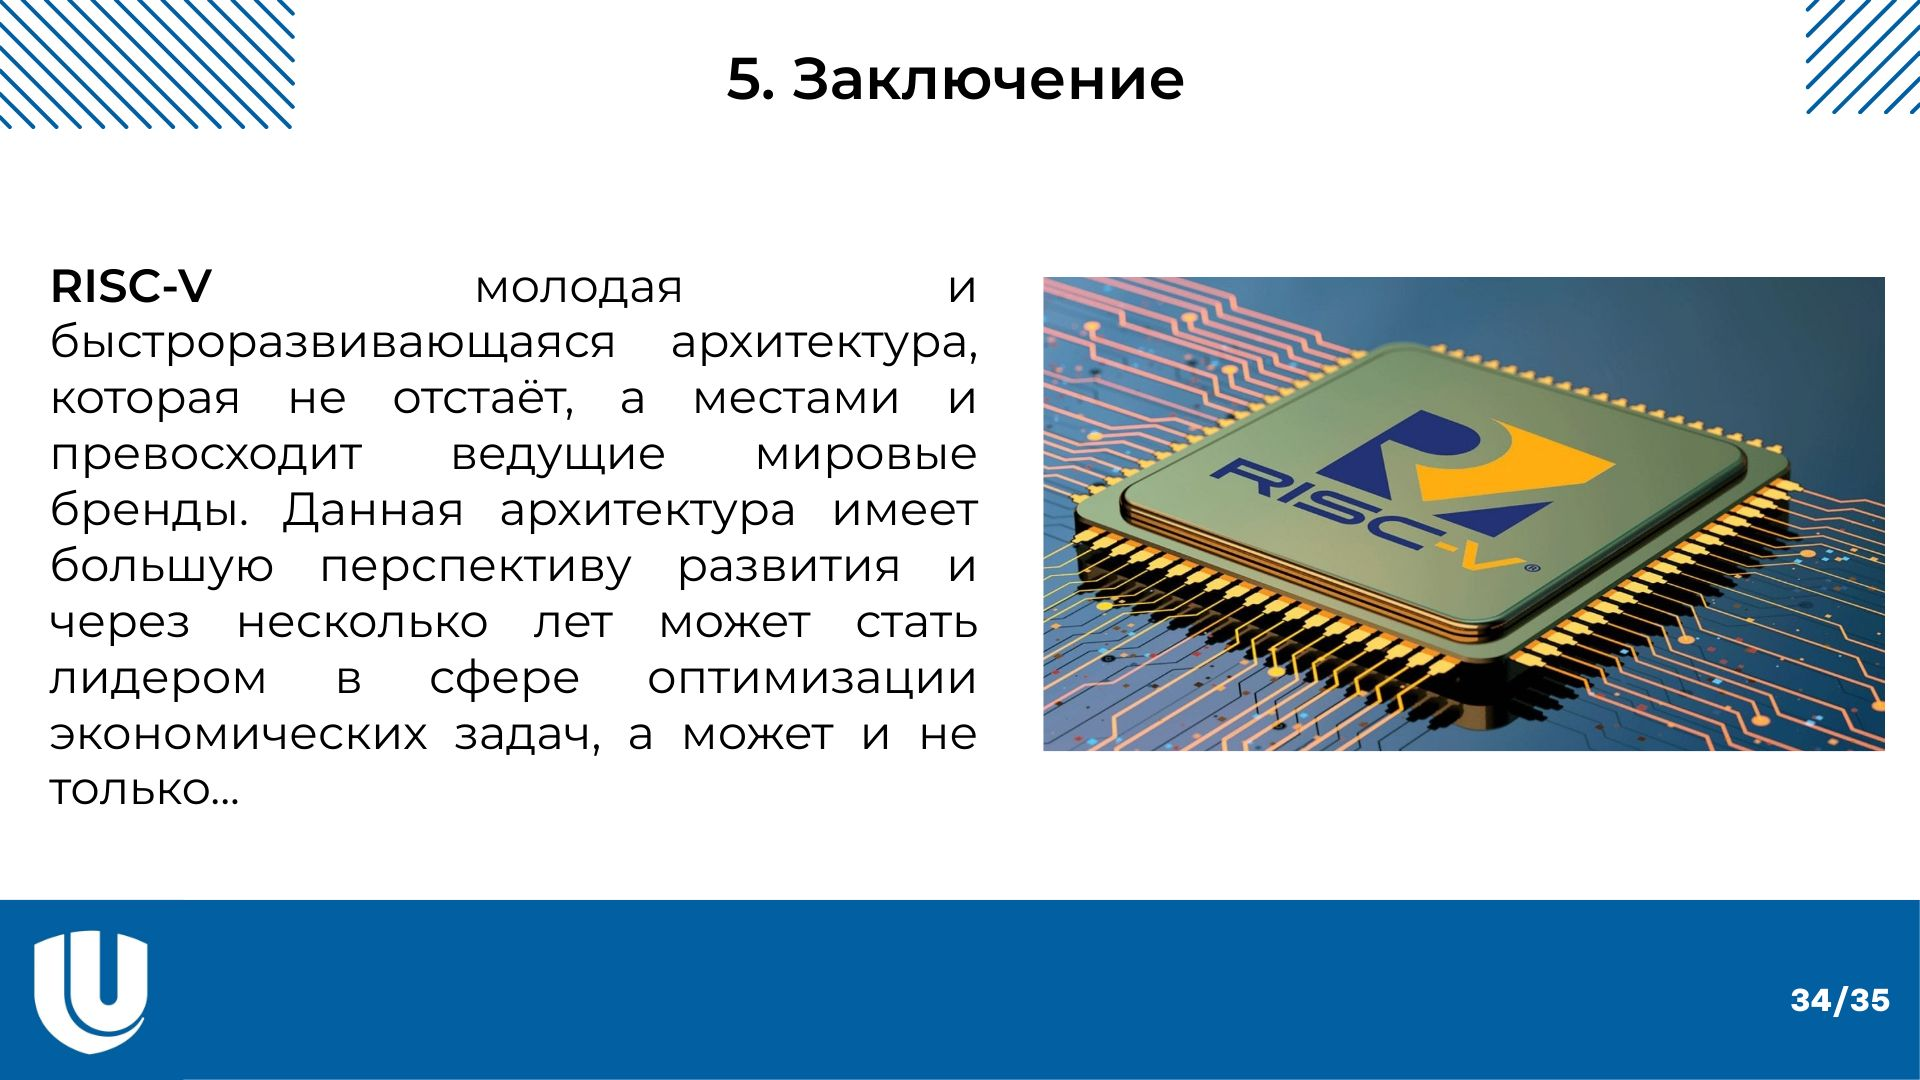 5. Заключение
RISC-V молодая и
быстроразвивающаяся архитектура,
которая не отстаёт, а местами и
превосходит ведущие мировые
бренды. Данная архитектура имеет
большую перспективу развития и
через несколько лет может стать
лидером в сфере оптимизации
экономических задач, а может и не
только...
RISC-V®
34/35